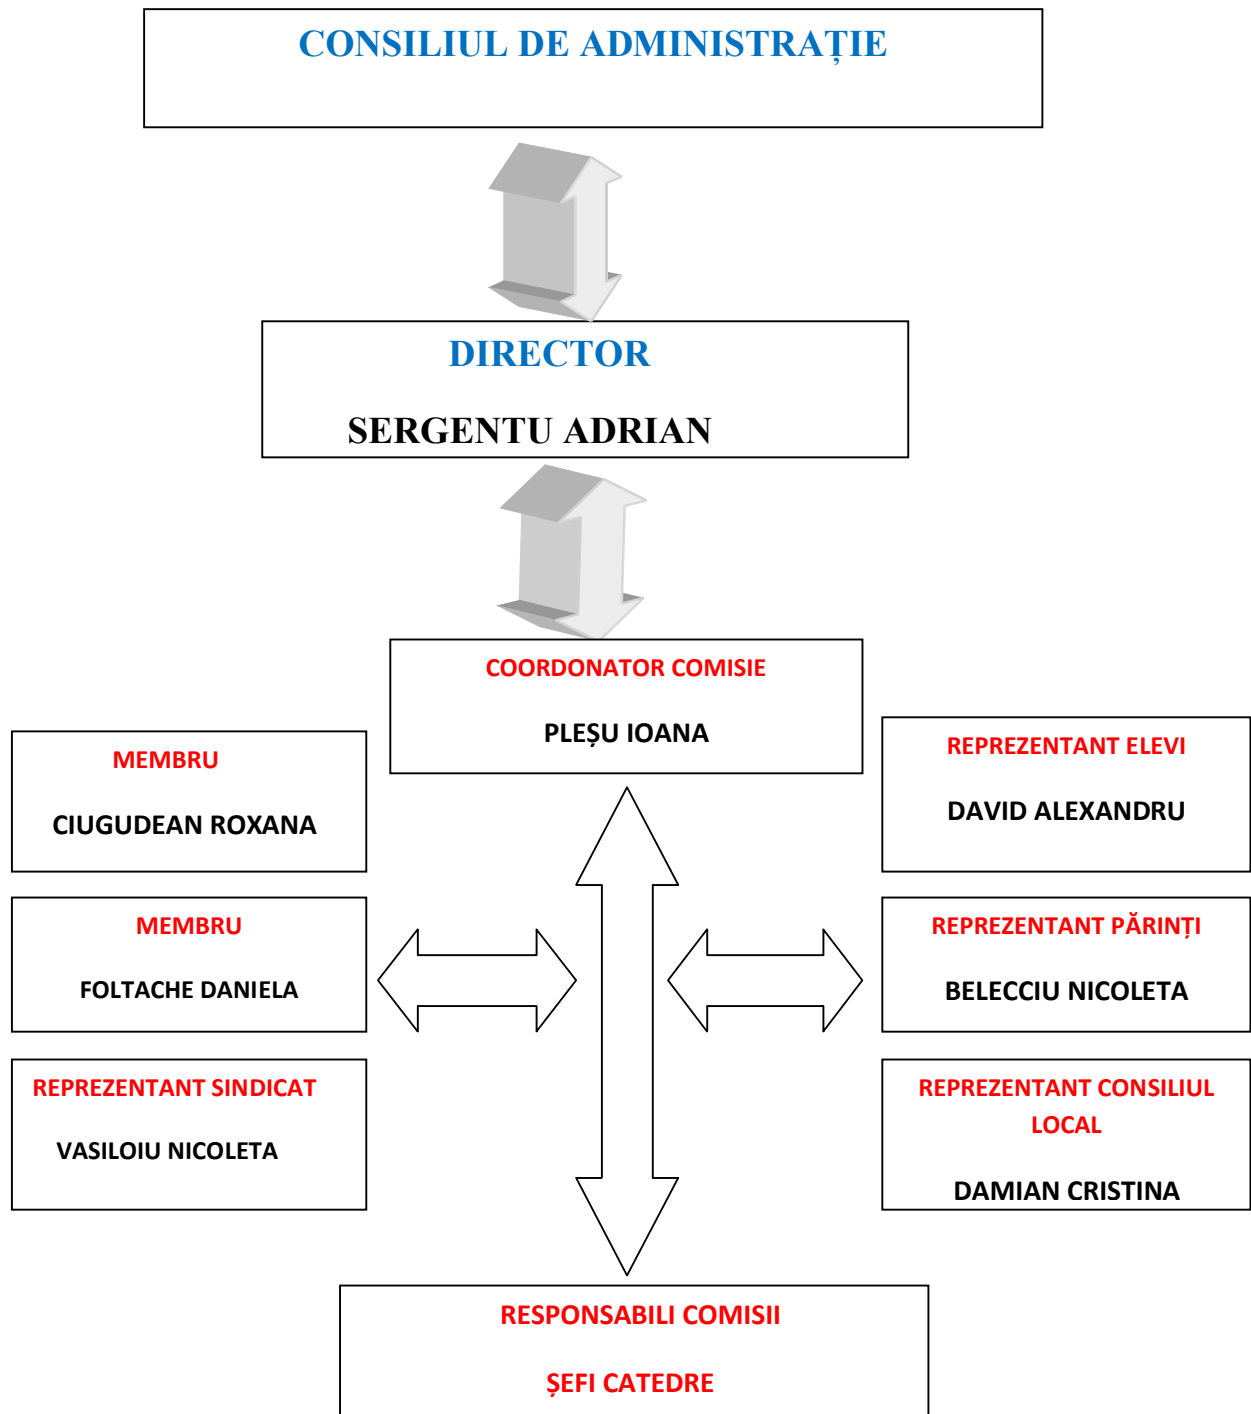 CONSILIUL DE ADMINISTRAȚIE
DIRECTOR
SERGENTU ADRIAN
COORDONATOR COMISIE
PLEȘU IOANA
MEMBRU
CIUGUDEAN ROXANA
MEMBRU
FOLTACHE DANIELA
REPREZENTANT SINDICAT
VASILOIU NICOLETA
REPREZENTANT ELEVI
DAVID ALEXANDRU
REPREZENTANT PĂRINȚI
BELECCIU NICOLETA
REPREZENTANT CONSILIUL
LOCAL
DAMIAN CRISTINA
RESPONSABILI COMISII
ȘEFI CATEDRE